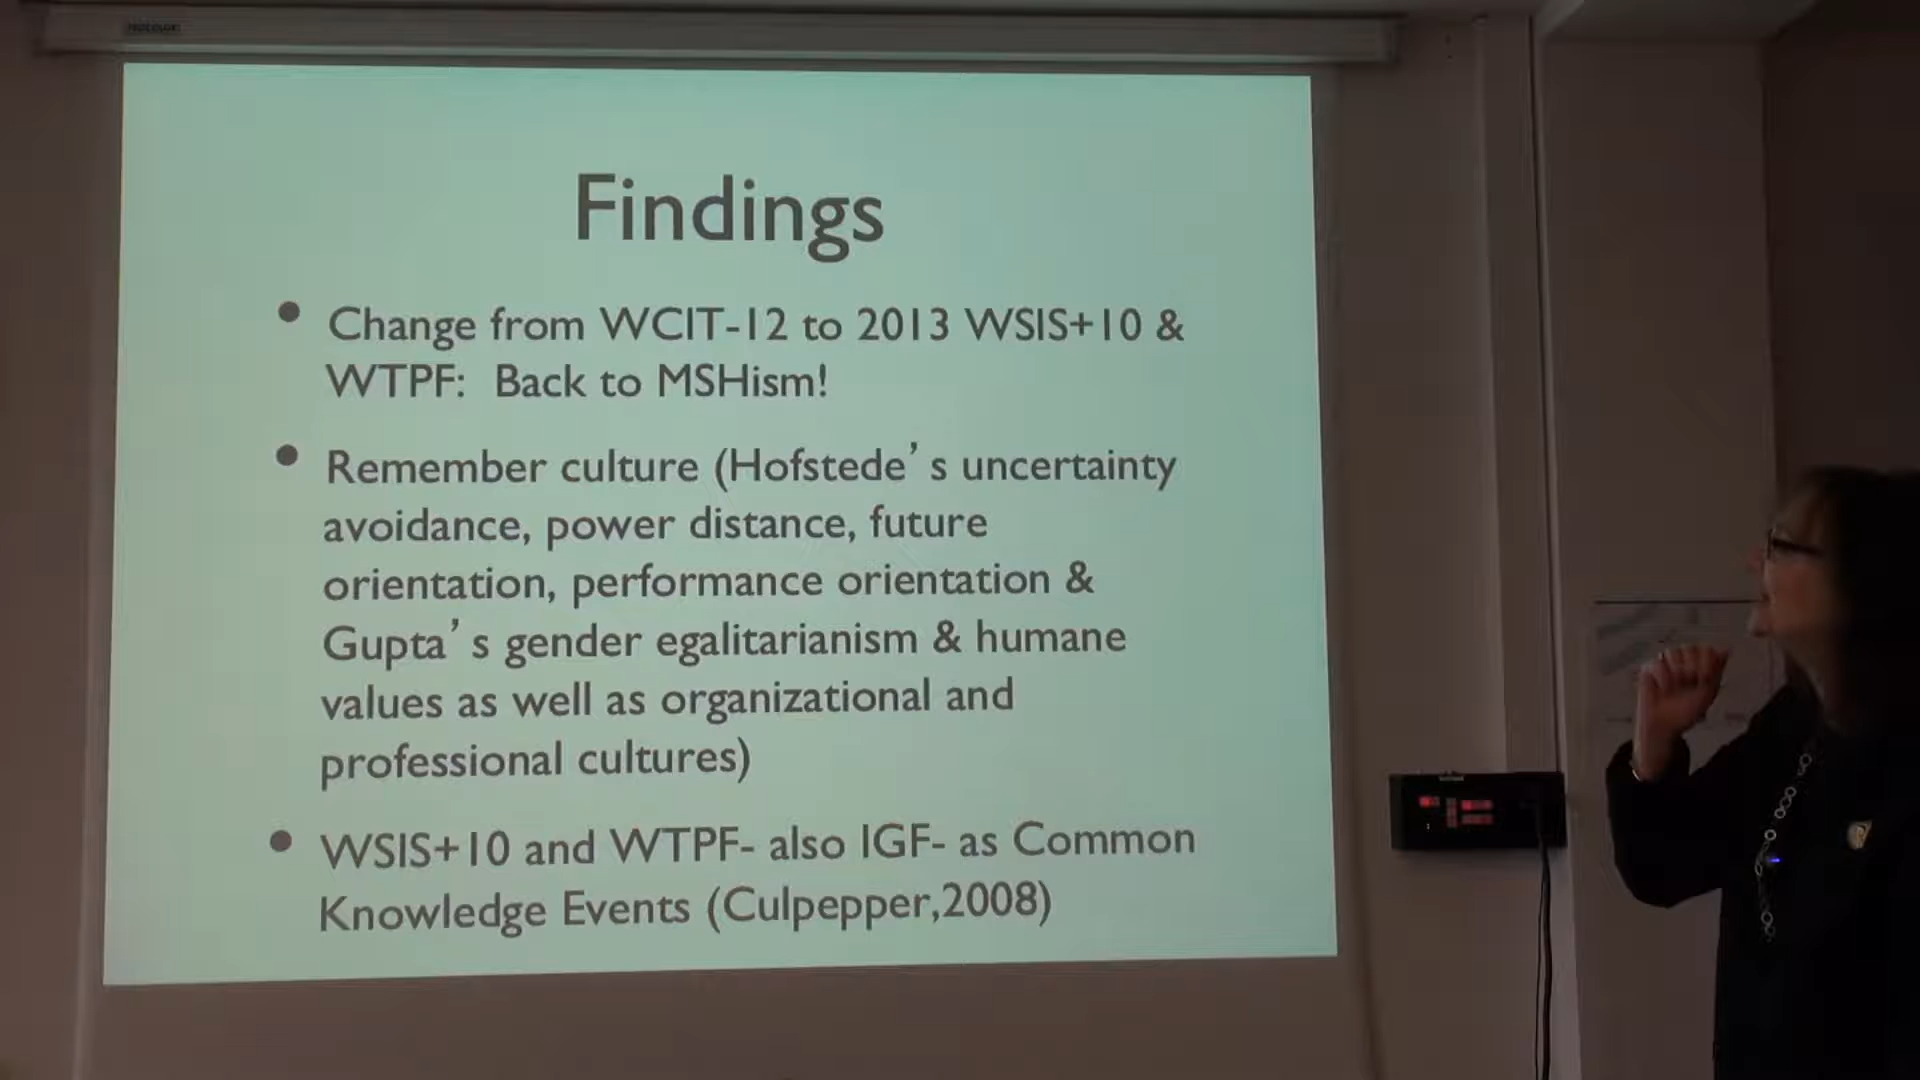 Findings
• Change from WCIT-12 to 2013 WSIS+10 &
WTPF: Back to MSHism!
• Remember culture (Hofstede’s uncertainty
avoidance, power distance, future
orientation, performance orientation &
Gupta’s gender egalitarianism & humane
values as well as organizational and
professional cultures)
• WSIS+10 and WTPF- also IGF- as Common
Knowledge Events (Culpepper,2008)